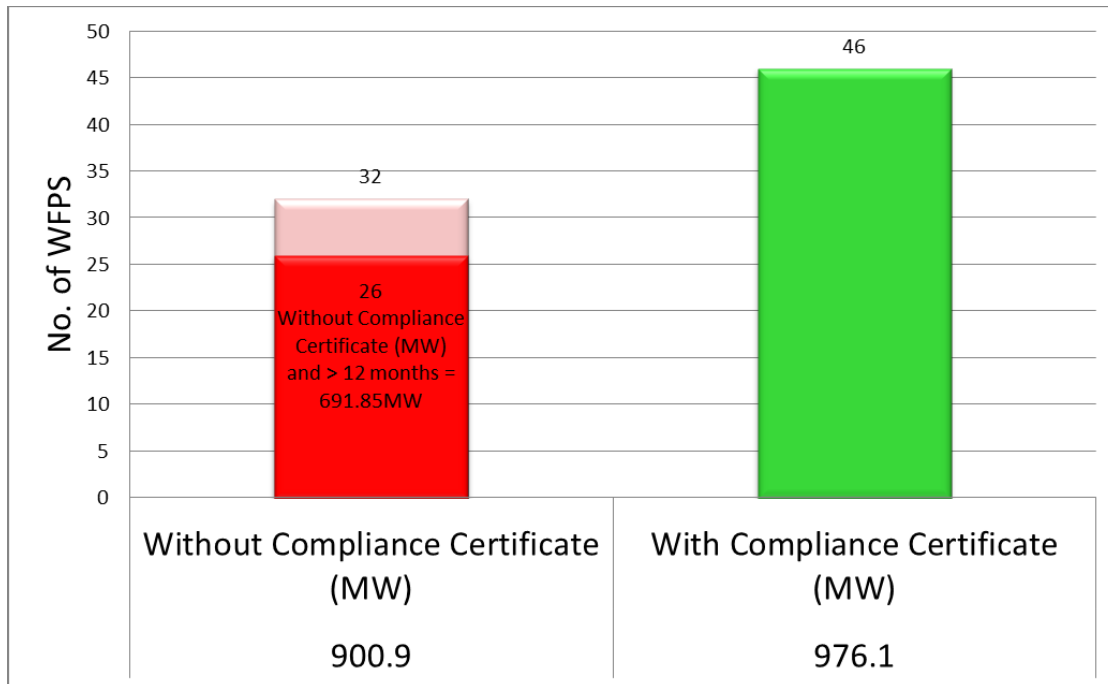 50
45
40
35
30
25
20
15
10
5
0
No. of WFPS
32
26
Without Compliance
Certificate (MW)
and > 12 months =
691.85MW
46
Without Compliance Certificate
(MW)
900.9
With Compliance Certificate
(MW)
976.1